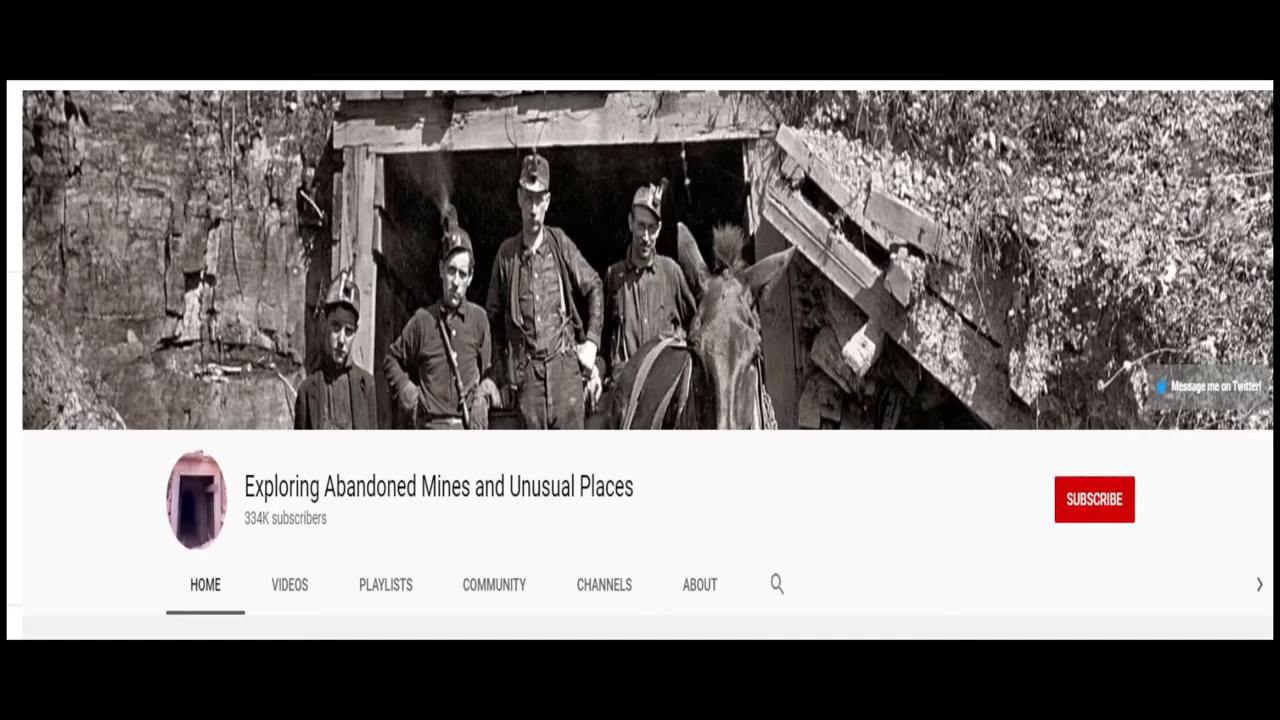 Message me on Twitter!
Exploring Abandoned Mines and Unusual Places
334K subscribers
SUBSCRIBE
HOME VIDEOS PLAYLISTS COMMUNITY CHANNELS ABOUT